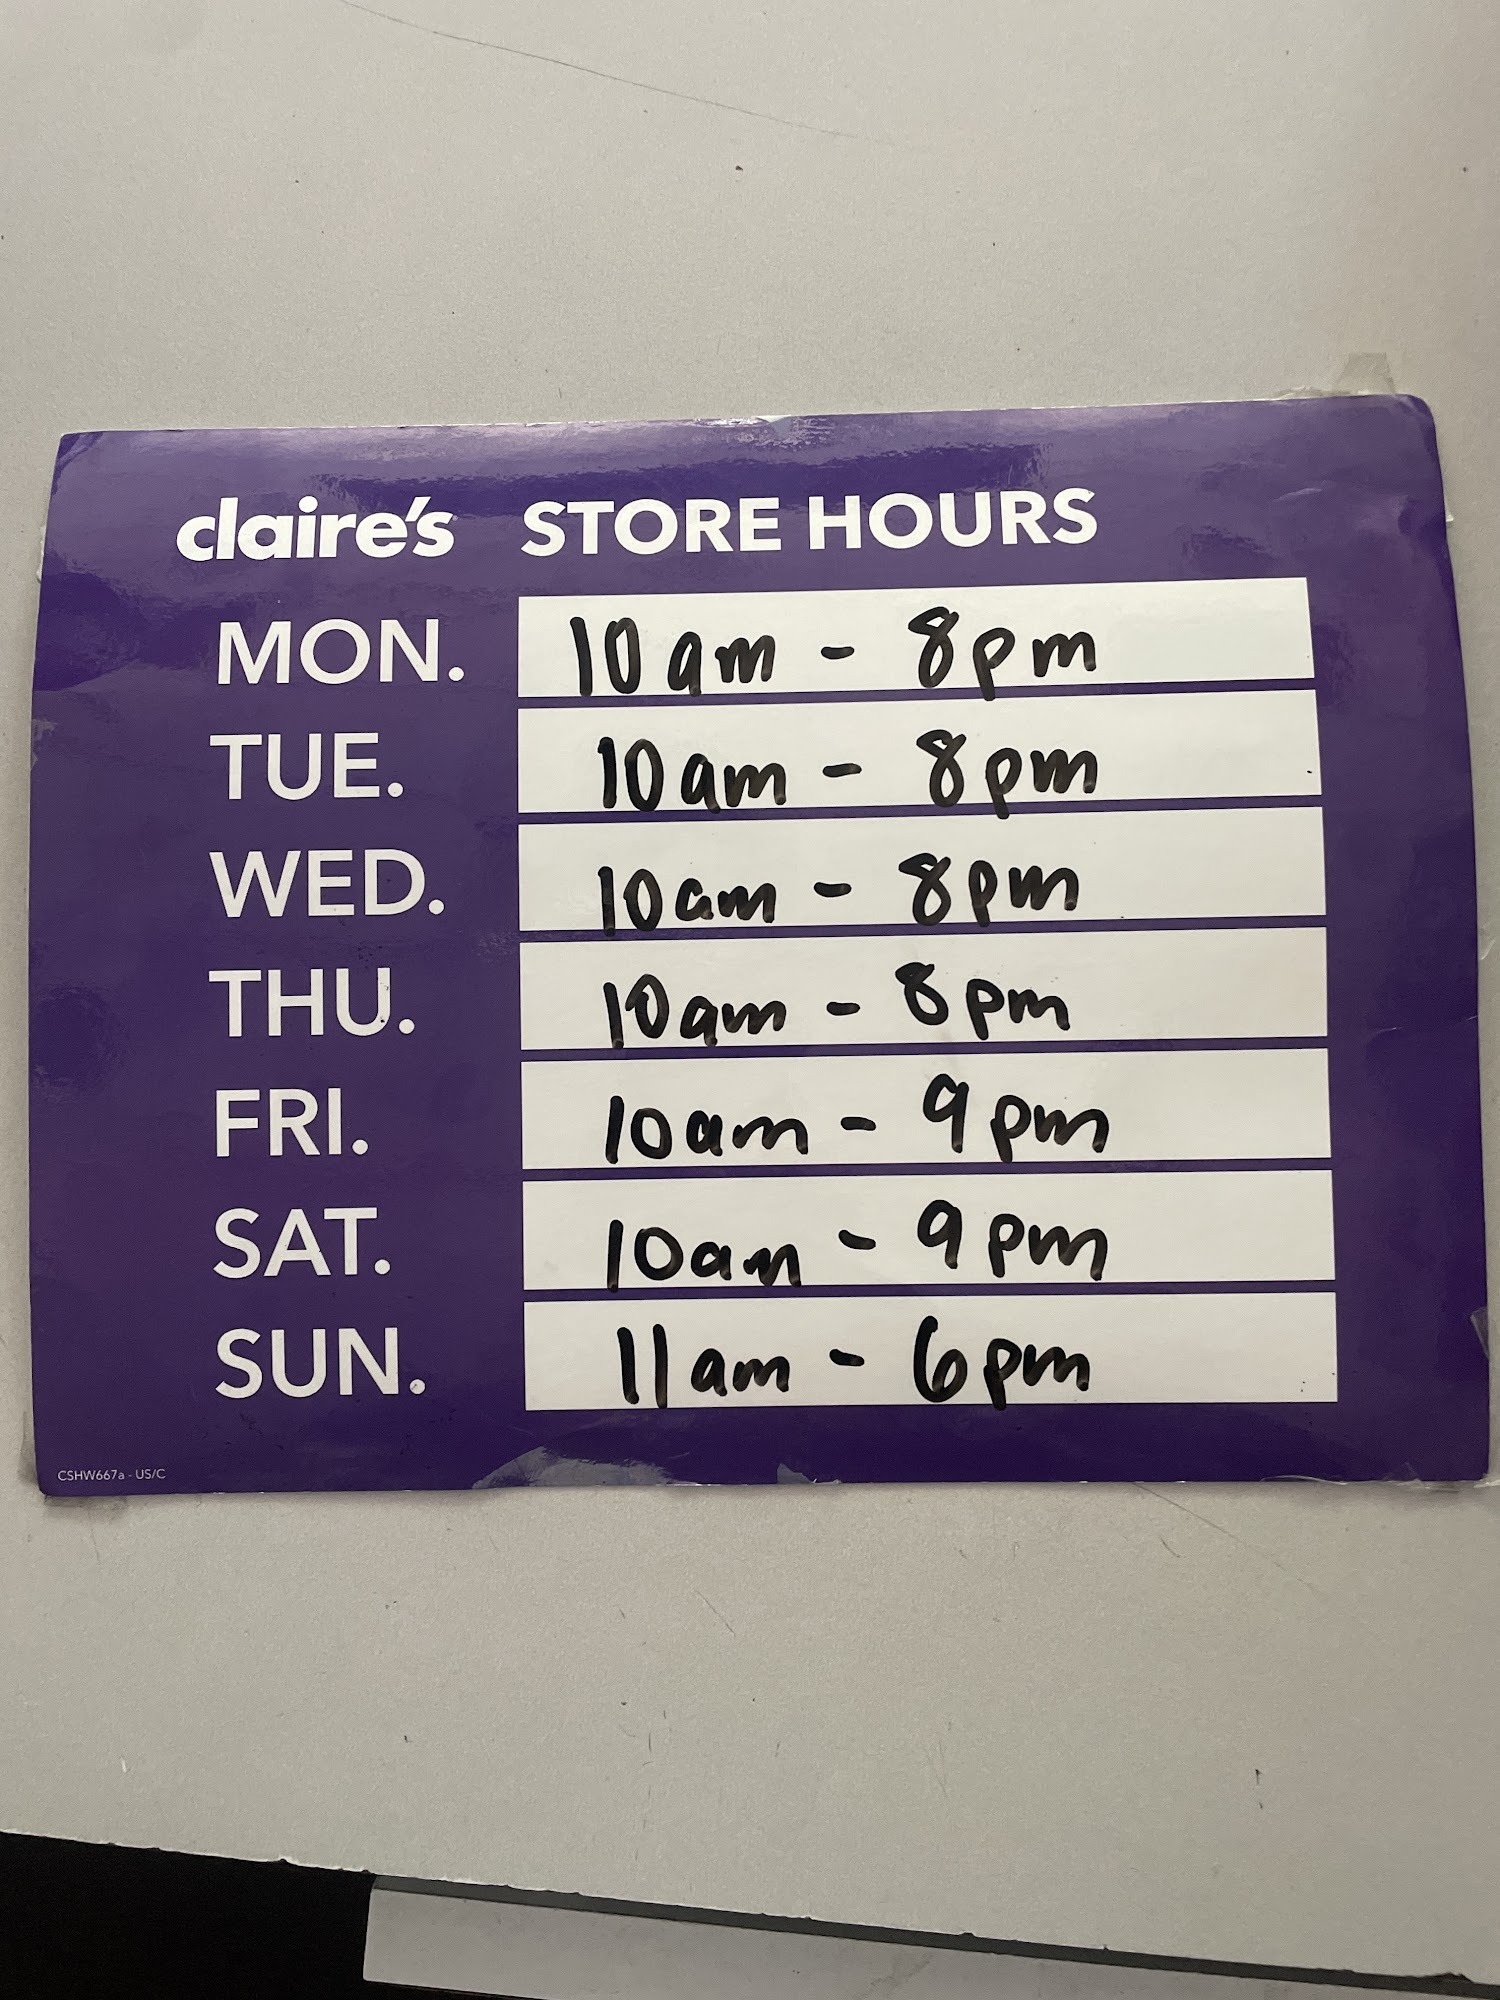 claire's STORE HOURS
MON. 10am - 8pm
TUE. 10am - 8pm
WED. 10am - 8pm
THU. 10am - 8pm
FRI. 10am - 9pm
SAT. 10am - 9pm
SUN. 11am - 6pm
CSHW667a - US/C